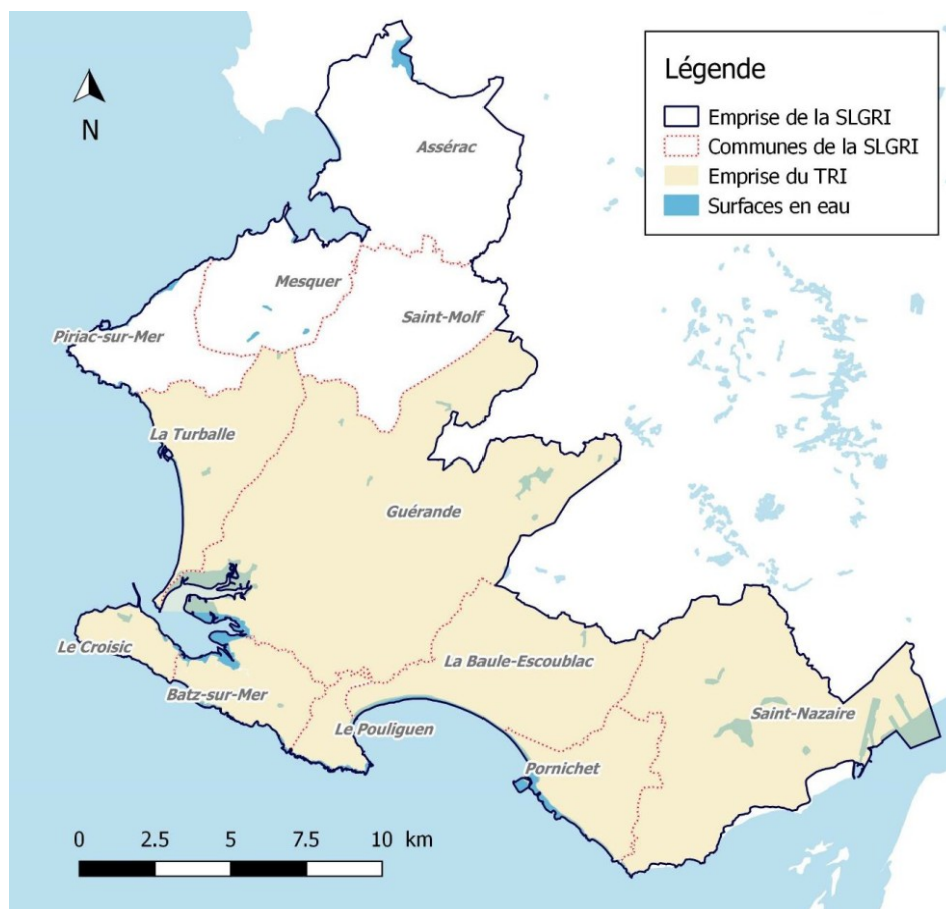 N
Légende
Emprise de la SLGRI
Communes de la SLGRI
Emprise du TRI
Surfaces en eau
Assérac
Mesquer
Saint-Molf
Piriac-sur-Mer
La Turballe
Guérande
Le Croisic
La Baule-Escoublac
Batz-sur-Mer
Saint-Nazaire
Le Pouliguen
Pornichet
0 2.5 5 7.5 10 km